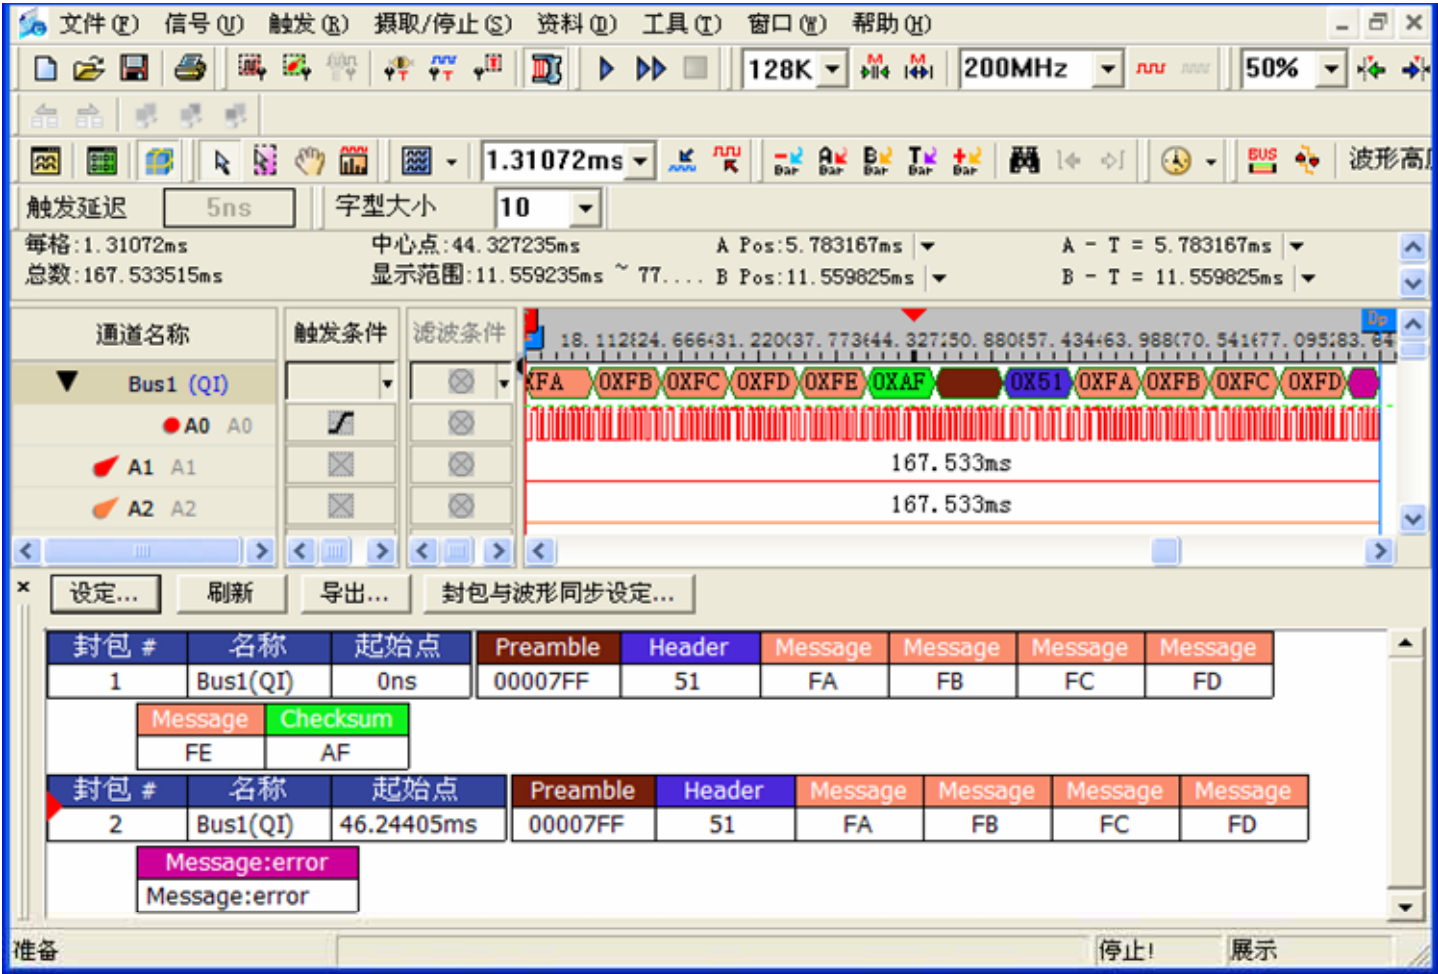 文件(F) 信号(U) 触发(R) 摄取/停止(S) 资料(D) 工具(T) 窗口(W) 帮助(H)
128K 200MHz 50%
1.31072ms Bar Bar Bar Bar Bar BUS 波形高
触发延迟 5ns 字型大小 10
每格:1.31072ms 中心点:44.327235ms A Pos:5.783167ms A - T = 5.783167ms
总数:167.533515ms 显示范围:11.559235ms ~ 77.... B Pos:11.559825ms B - T = 11.559825ms
通道名称 触发条件 滤波条件 Dp
Bus1 (QI) XFA 0XFB 0XFC 0XFD 0XFE 0XAF 0X51 0XFA 0XFB 0XFC 0XFD
A0 A0
A1 A1 167.533ms
A2 A2 167.533ms
设定... 刷新 导出... 封包与波形同步设定...
封包 # 名称 起始点 Preamble Header Message Message Message Message
1 Bus1(QI) 0ns 00007FF 51 FA FB FC FD
Message Checksum
FE AF
封包 # 名称 起始点 Preamble Header Message Message Message Message
2 Bus1(QI) 46.24405ms 00007FF 51 FA FB FC FD
Message:error
Message:error
准备 停止! 展示